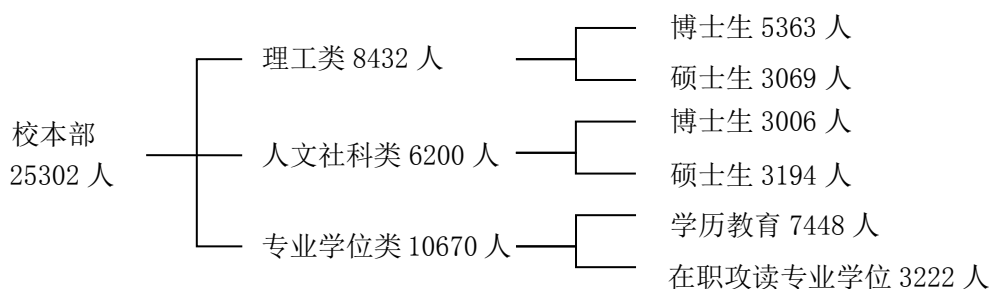 校本部
25302 人
理工类 8432 人
博士生 5363 人
硕士生 3069 人
人文社科类 6200 人
博士生 3006 人
硕士生 3194 人
专业学位类 10670 人
学历教育 7448 人
在职攻读专业学位 3222 人